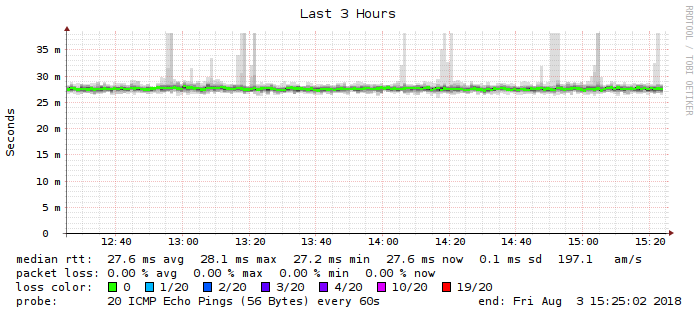 Last 3 Hours
RRDTOOL / TOBI OETIKER
Seconds
35 m
30 m
25 m
20 m
15 m
10 m
5 m
0
12:40 13:00 13:20 13:40 14:00 14:20 14:40 15:00 15:20
median rtt: 27.6 ms avg 28.1 ms max 27.2 ms min 27.6 ms now 0.1 ms sd 197.1 am/s
packet loss: 0.00 % avg 0.00 % max 0.00 % min 0.00 % now
loss color: 0 1/20 2/20 3/20 4/20 10/20 19/20
probe: 20 ICMP Echo Pings (56 Bytes) every 60s end: Fri Aug 3 15:25:02 2018